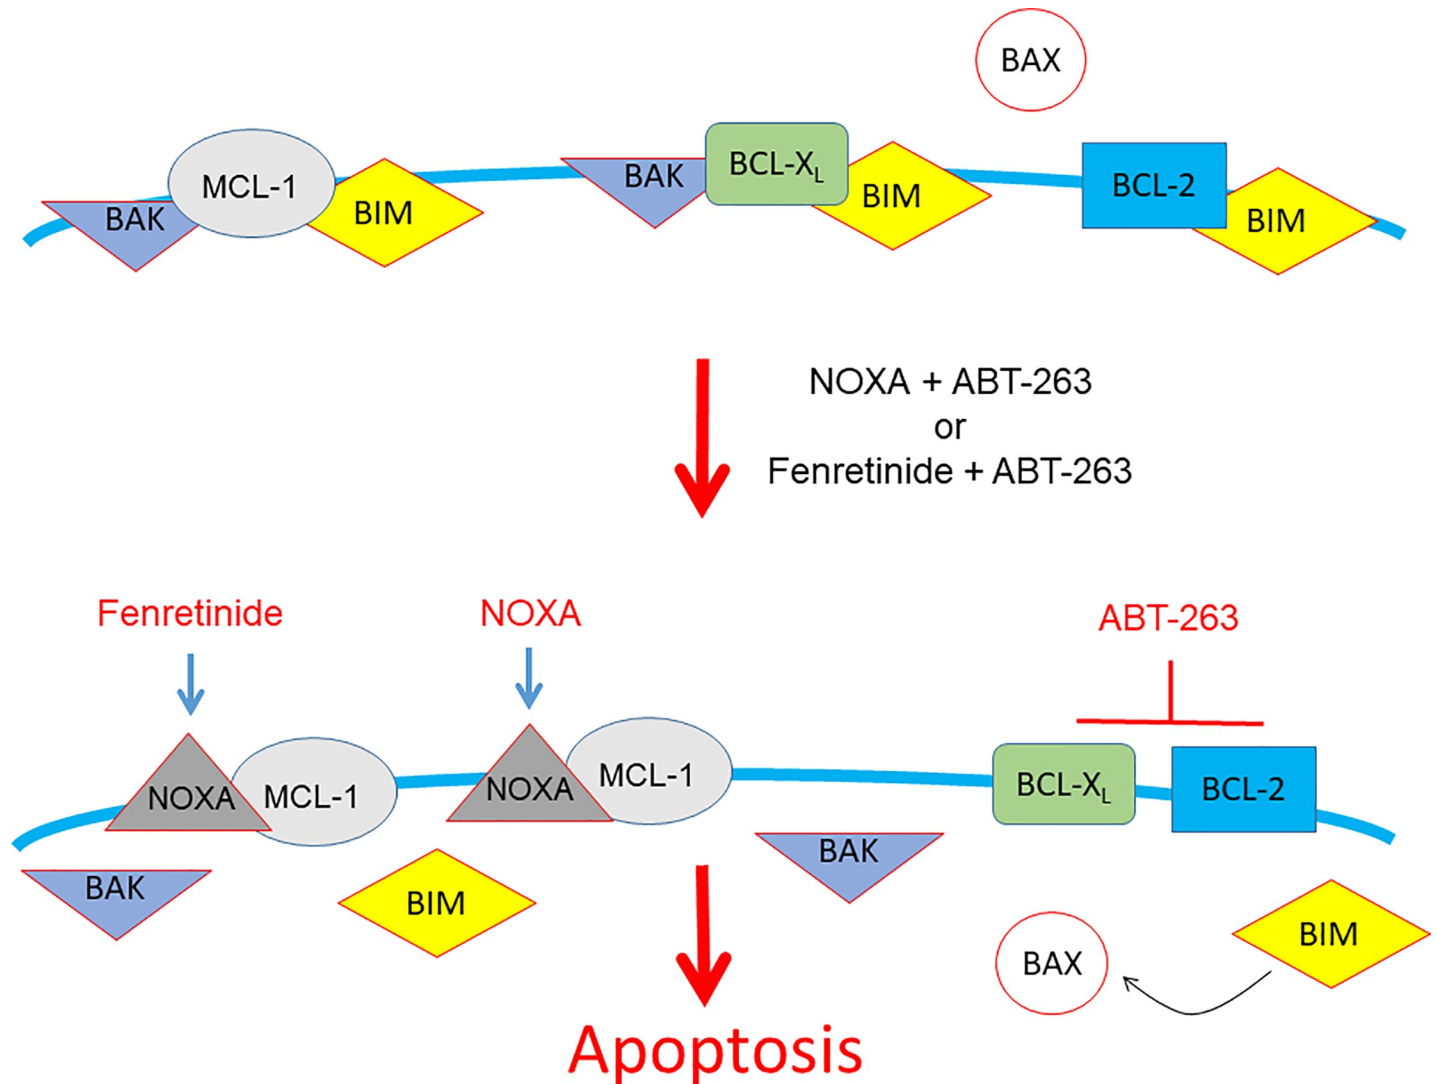 BAX
MCL-1
BAK
BIM
BAK
BCL-XL
BIM
BCL-2
BIM
NOXA + ABT-263
or
Fenretinide + ABT-263
Fenretinide
NOXA
ABT-263
NOXA
MCL-1
NOXA
MCL-1
BCL-XL
BCL-2
BAK
BIM
BAK
BAX
BIM
Apoptosis